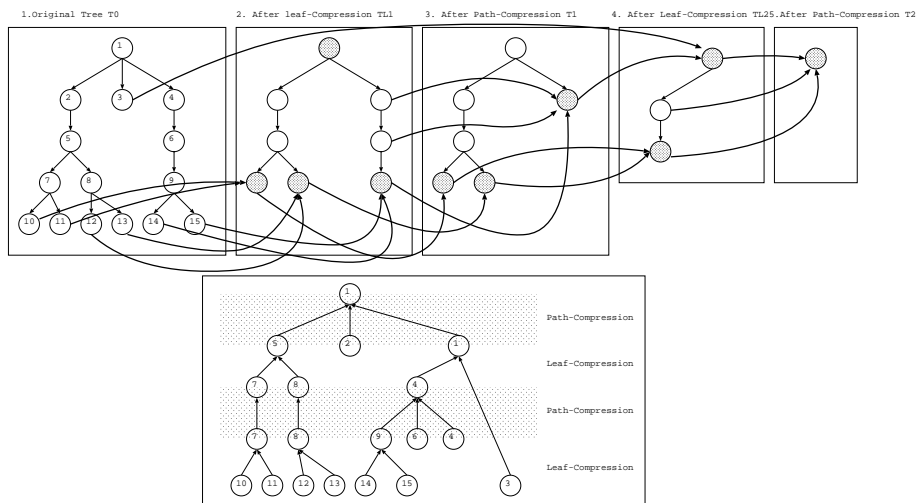 1.Original Tree T0
2. After leaf-Compression TL1
3. After Path-Compression T1
4. After Leaf-Compression TL2
5.After Path-Compression T2
1
2 3 4
5 6
7 8 9
10 11 12 13 14 15
1
Path-Compression
5 2 1
Leaf-Compression
7 8 4
Path-Compression
7 8 9 6 4
Leaf-Compression
10 11 12 13 14 15 3